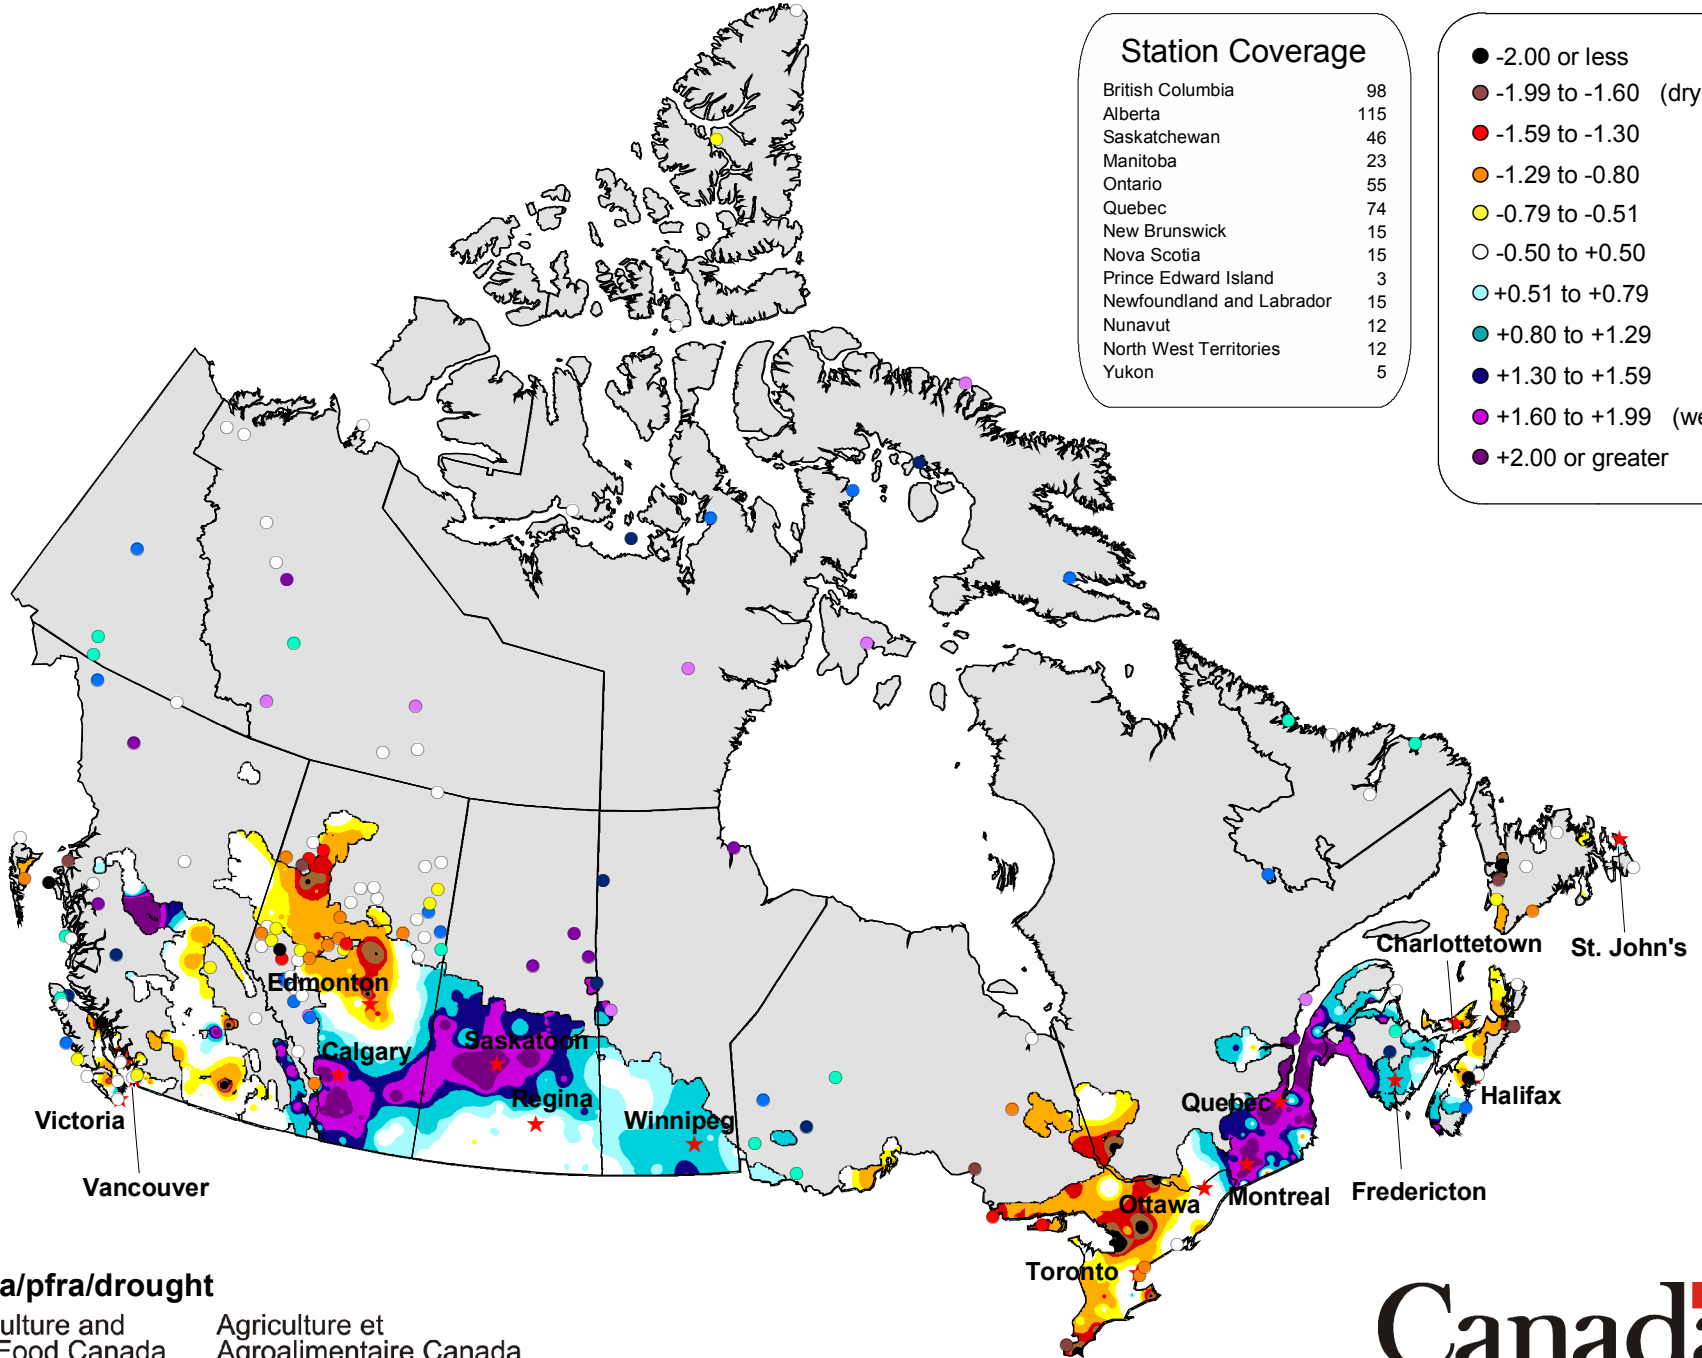 Station Coverage
British Columbia 98
Alberta 115
Saskatchewan 46
Manitoba 23
Ontario 55
Quebec 74
New Brunswick 15
Nova Scotia 15
Prince Edward Island 3
Newfoundland and Labrador 15
Nunavut 12
North West Territories 12
Yukon 5
-2.00 or less
-1.99 to -1.60 (dry
-1.59 to -1.30
-1.29 to -0.80
-0.79 to -0.51
-0.50 to +0.50
+0.51 to +0.79
+0.80 to +1.29
+1.30 to +1.59
+1.60 to +1.99 (we
+2.00 or greater
Charlottetown
St. John's
Edmonton
Saskatoon
Calgary
Regina
Winnipeg
Quebec
Halifax
Victoria
Vancouver
Ottawa
Montreal
Fredericton
Toronto
a/pfra/drought
ulture and
Food Canada
Agriculture et
Agroalimentaire Canada
Canada